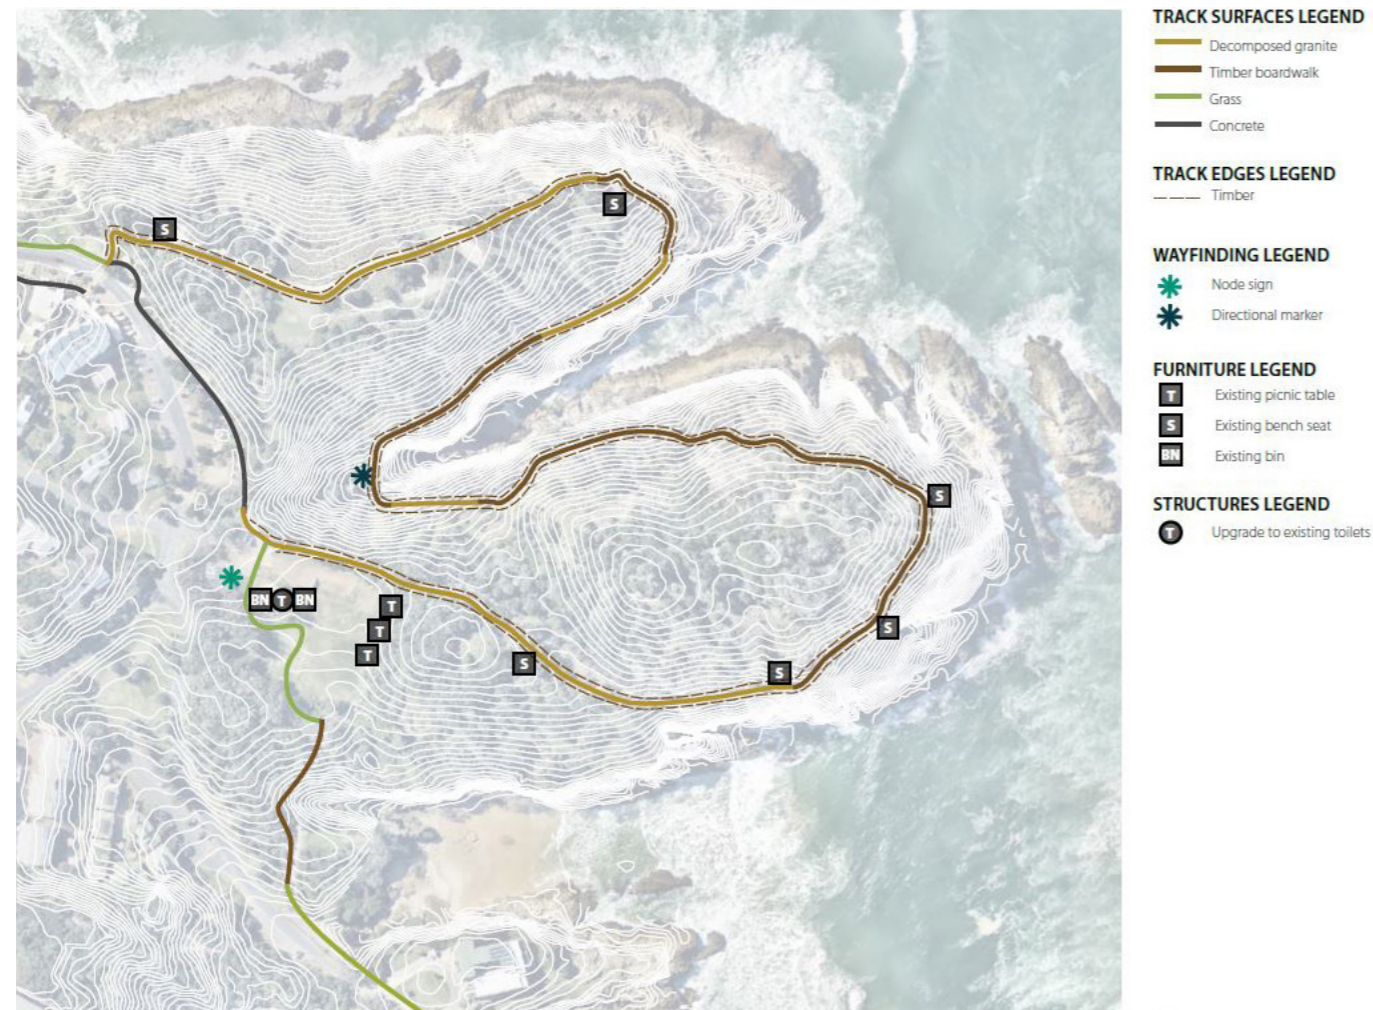 TRACK SURFACES LEGEND
Decomposed granite
Timber boardwalk
Grass
Concrete
TRACK EDGES LEGEND
Timber
WAYFINDING LEGEND
Node sign
Directional marker
FURNITURE LEGEND
T Existing picnic table
S Existing bench seat
BN Existing bin
STRUCTURES LEGEND
T Upgrade to existing toilets
S
S
S
BN T BN
T
T
T
S
S
S